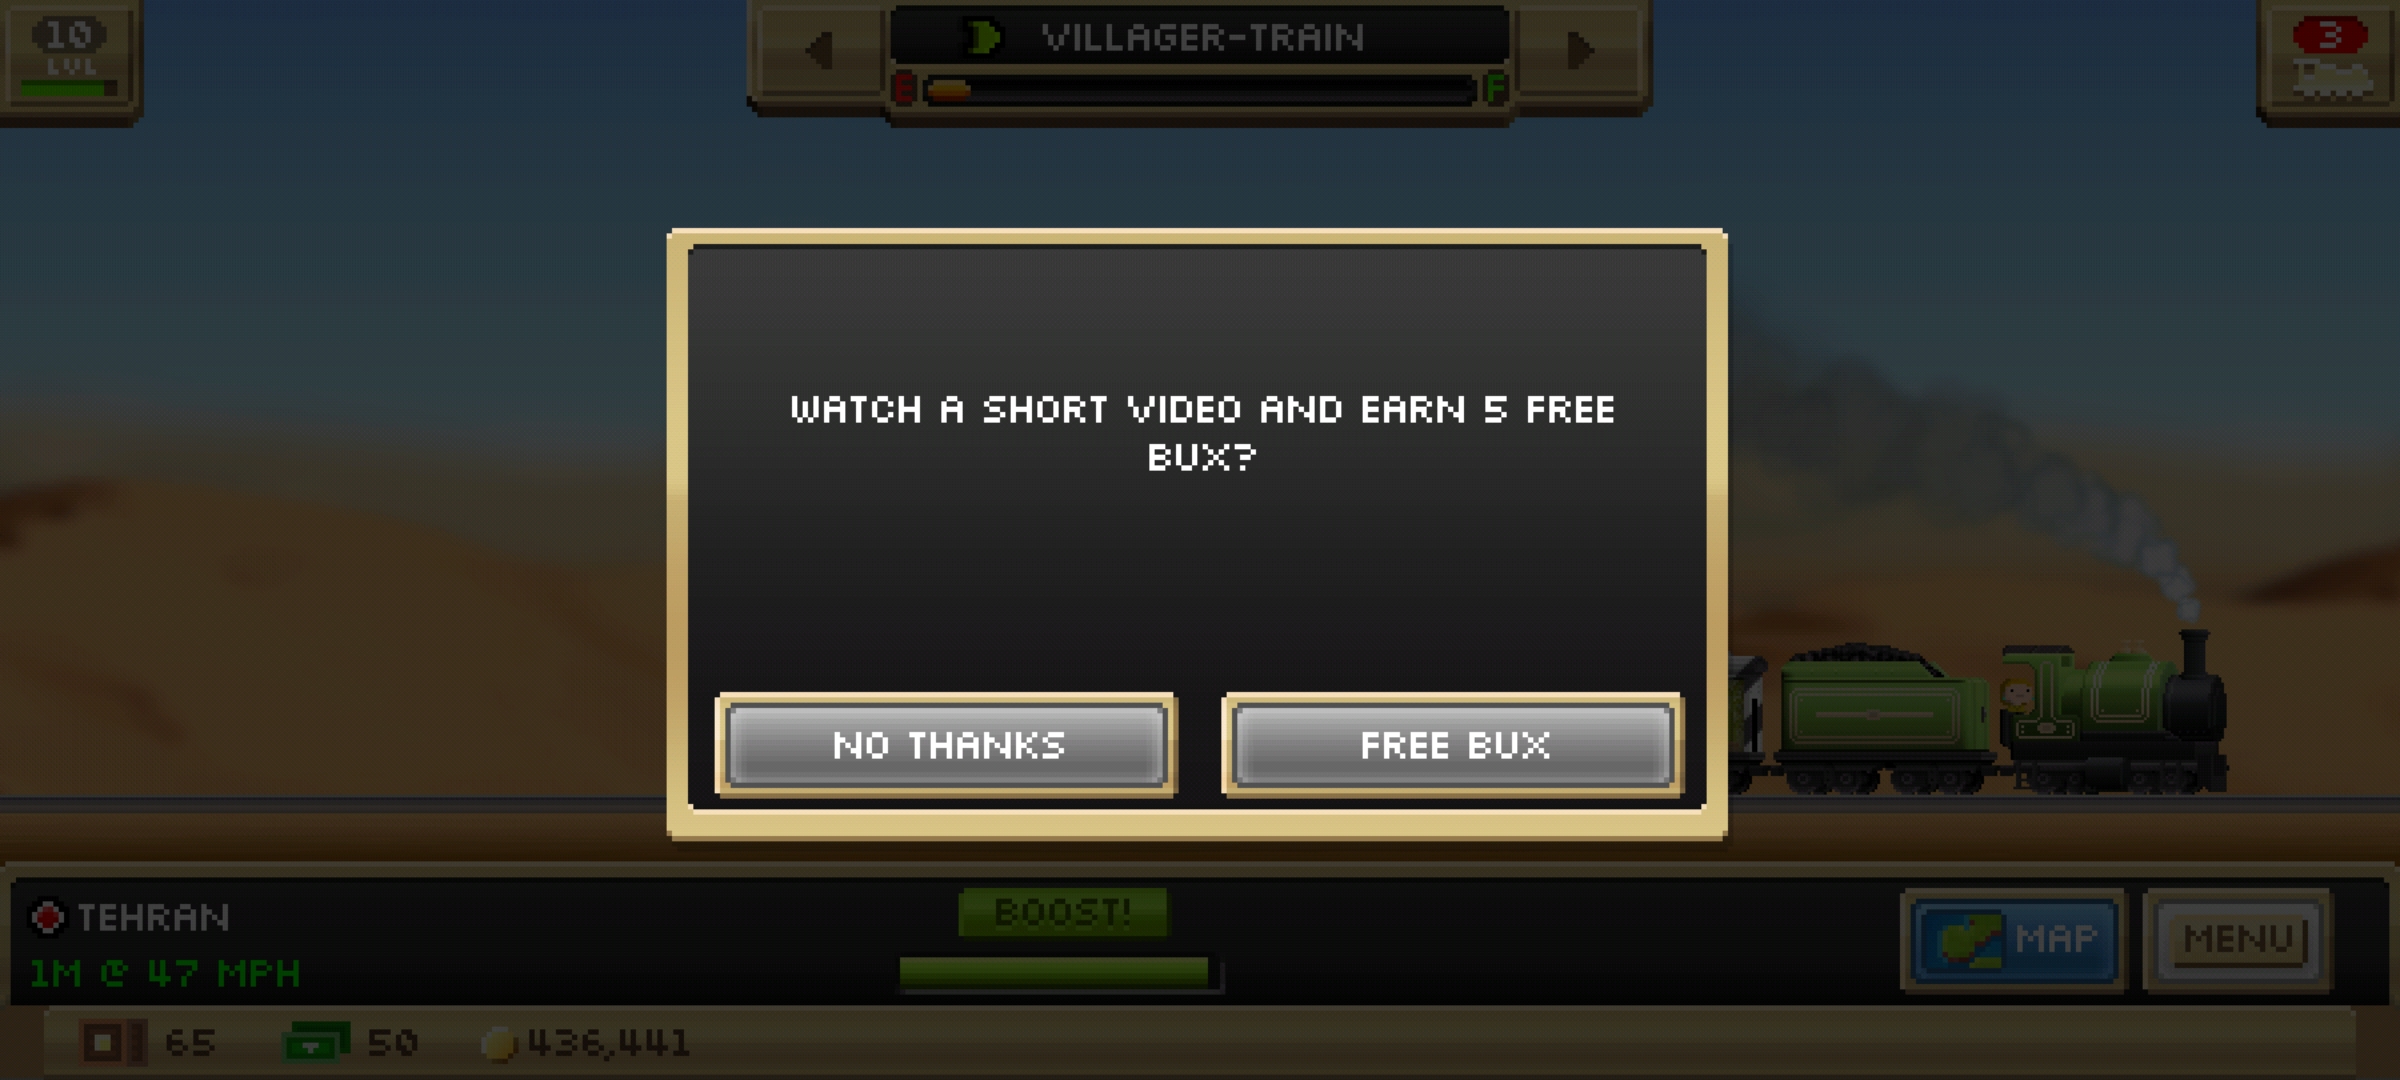 10
LVL
VILLAGER-TRAIN
E F
3
WATCH A SHORT VIDEO AND EARN 5 FREE
BUX?
NO THANKS
FREE BUX
TEHRAN
1M @ 47 MPH
BOOST!
MAP
MENU
65
50
436,441